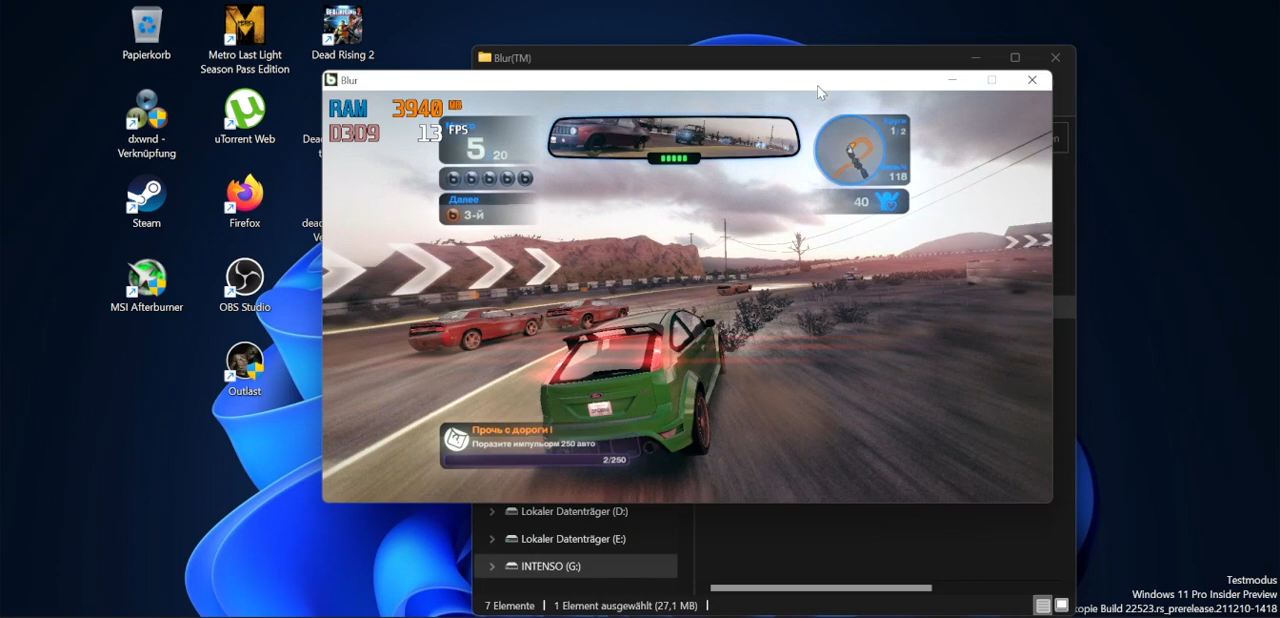 Papierkorb
Metro Last Light
Season Pass Edition
Dead Rising 2
dxwnd -
Verknüpfung
uTorrent Web
Steam
Firefox
MSI Afterburner
OBS Studio
Outlast
Blur(TM)
Blur
RAM 3940 MB
D3D9 13 FPS
5 / 20
Далее
3-й
Круги
1/2
118
40
Прочь с дороги!
Поразите импульсом 250 авто
2/250
Lokaler Datenträger (D:)
Lokaler Datenträger (E:)
INTENSO (G:)
7 Elemente
1 Element ausgewählt (27,1 MB)
Testmodus
Windows 11 Pro Insider Preview
copie Build 22523.rs_prerelease.211210-1418